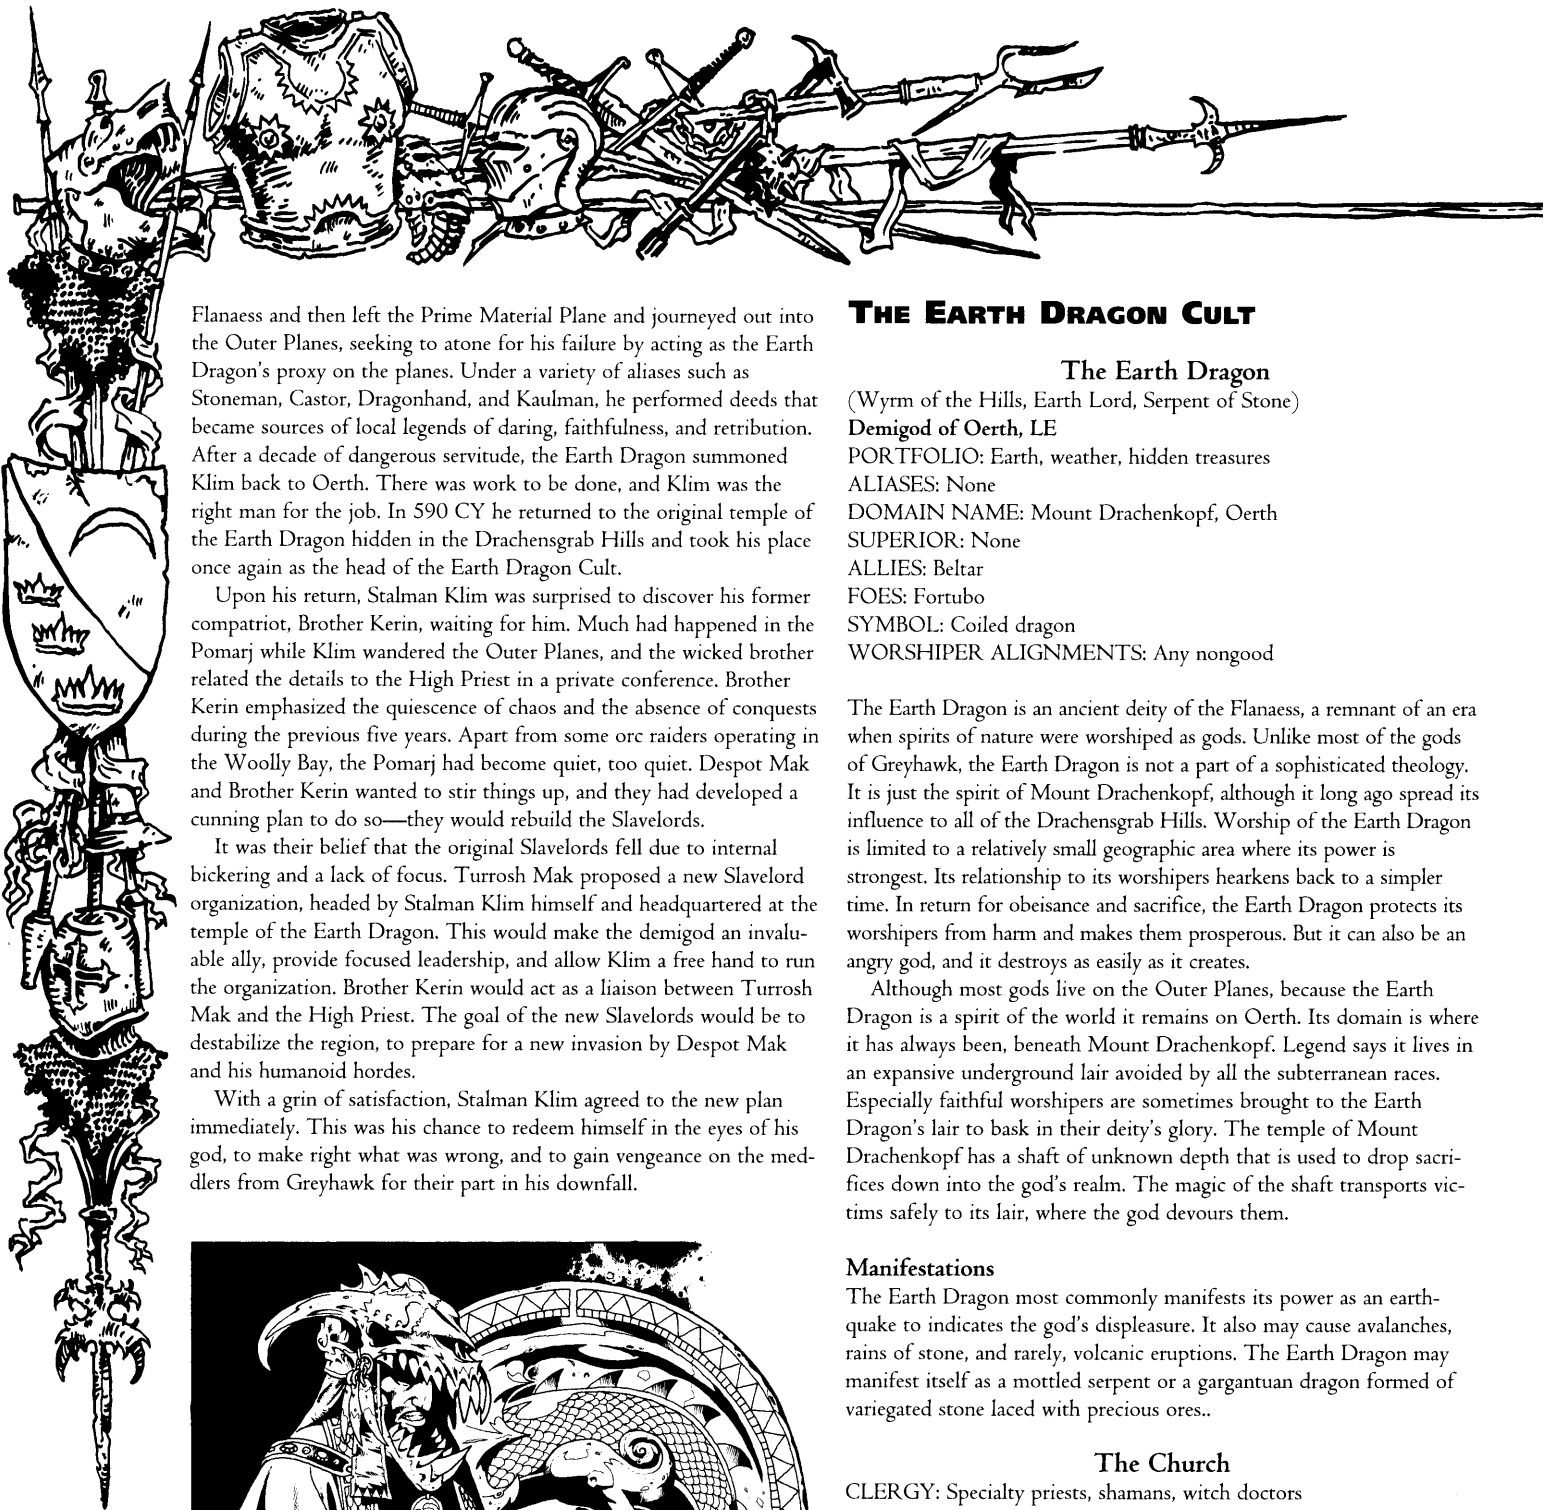 Flanaess and then left the Prime Material Plane and journeyed out into
the Outer Planes, seeking to atone for his failure by acting as the Earth
Dragon's proxy on the planes. Under a variety of aliases such as
Stoneman, Castor, Dragonhand, and Kaulman, he performed deeds that
became sources of local legends of daring, faithfulness, and retribution.
After a decade of dangerous servitude, the Earth Dragon summoned
Klim back to Oerth. There was work to be done, and Klim was the
right man for the job. In 590 CY he returned to the original temple of
the Earth Dragon hidden in the Drachensgrab Hills and took his place
once again as the head of the Earth Dragon Cult.
Upon his return, Stalman Klim was surprised to discover his former
compatriot, Brother Kerin, waiting for him. Much had happened in the
Pomarj while Klim wandered the Outer Planes, and the wicked brother
related the details to the High Priest in a private conference. Brother
Kerin emphasized the quiescence of chaos and the absence of conquests
during the previous five years. Apart from some orc raiders operating in
the Woolly Bay, the Pomarj had become quiet, too quiet. Despot Mak
and Brother Kerin wanted to stir things up, and they had developed a
cunning plan to do so—they would rebuild the Slavelords.
It was their belief that the original Slavelords fell due to internal
bickering and a lack of focus. Turrosh Mak proposed a new Slavelord
organization, headed by Stalman Klim himself and headquartered at the
temple of the Earth Dragon. This would make the demigod an invalu-
able ally, provide focused leadership, and allow Klim a free hand to run
the organization. Brother Kerin would act as a liaison between Turrosh
Mak and the High Priest. The goal of the new Slavelords would be to
destabilize the region, to prepare for a new invasion by Despot Mak
and his humanoid hordes.
With a grin of satisfaction, Stalman Klim agreed to the new plan
immediately. This was his chance to redeem himself in the eyes of his
god, to make right what was wrong, and to gain vengeance on the med-
dlers from Greyhawk for their part in his downfall.
THE EARTH DRAGON CULT
The Earth Dragon
(Wyrm of the Hills, Earth Lord, Serpent of Stone)
Demigod of Oerth, LE
PORTFOLIO: Earth, weather, hidden treasures
ALIASES: None
DOMAIN NAME: Mount Drachenkopf, Oerth
SUPERIOR: None
ALLIES: Beltar
FOES: Fortubo
SYMBOL: Coiled dragon
WORSHIPER ALIGNMENTS: Any nongood
The Earth Dragon is an ancient deity of the Flanaess, a remnant of an era
when spirits of nature were worshiped as gods. Unlike most of the gods
of Greyhawk, the Earth Dragon is not a part of a sophisticated theology.
It is just the spirit of Mount Drachenkopf, although it long ago spread its
influence to all of the Drachensgrab Hills. Worship of the Earth Dragon
is limited to a relatively small geographic area where its power is
strongest. Its relationship to its worshipers hearkens back to a simpler
time. In return for obeisance and sacrifice, the Earth Dragon protects its
worshipers from harm and makes them prosperous. But it can also be an
angry god, and it destroys as easily as it creates.
Although most gods live on the Outer Planes, because the Earth
Dragon is a spirit of the world it remains on Oerth. Its domain is where
it has always been, beneath Mount Drachenkopf. Legend says it lives in
an expansive underground lair avoided by all the subterranean races.
Especially faithful worshipers are sometimes brought to the Earth
Dragon's lair to bask in their deity's glory. The temple of Mount
Drachenkopf has a shaft of unknown depth that is used to drop sacri-
fices down into the god's realm. The magic of the shaft transports vic-
tims safely to its lair, where the god devours them.
Manifestations
The Earth Dragon most commonly manifests its power as an earth-
quake to indicates the god's displeasure. It also may cause avalanches,
rains of stone, and rarely, volcanic eruptions. The Earth Dragon may
manifest itself as a mottled serpent or a gargantuan dragon formed of
variegated stone laced with precious ores..
The Church
CLERGY: Specialty priests, shamans, witch doctors